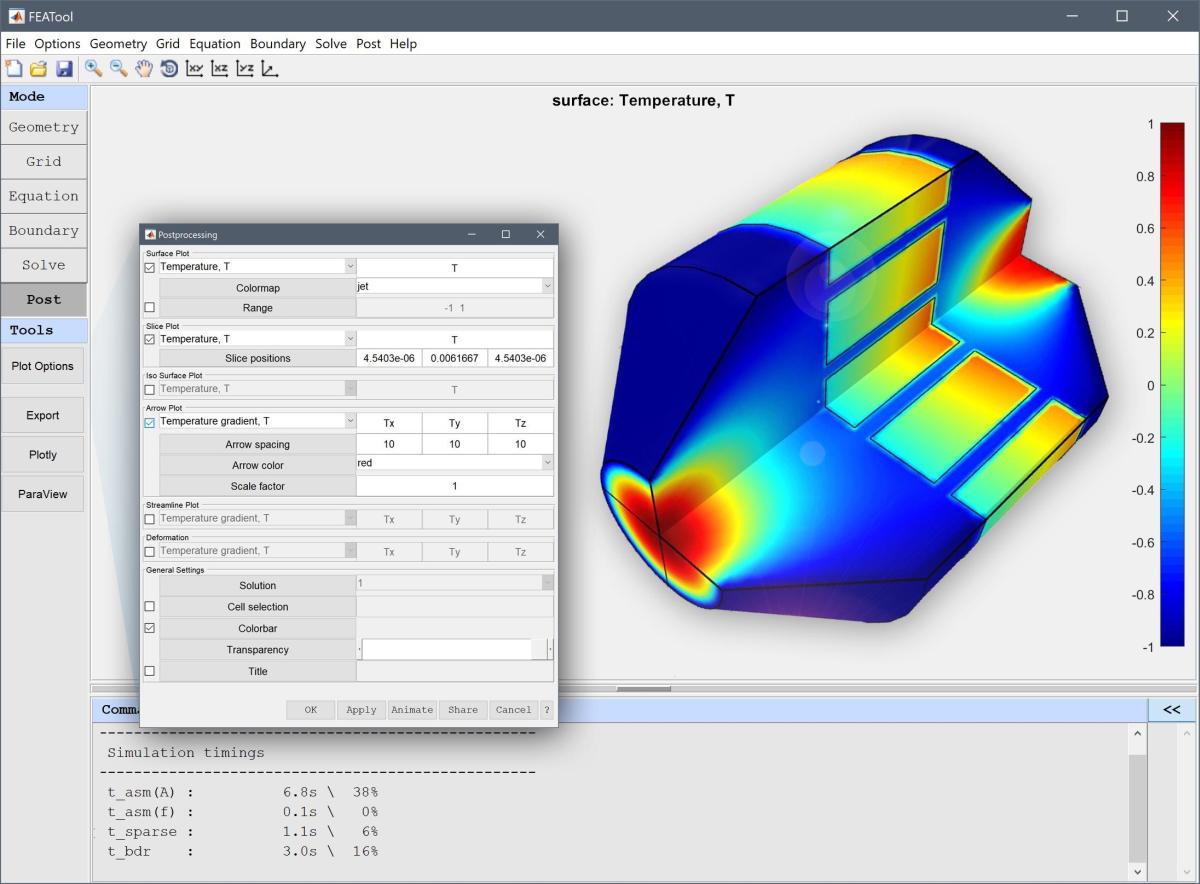 FEATool
File Options Geometry Grid Equation Boundary Solve Post Help
xy xz yz
Mode
Geometry
Grid
Equation
Boundary
Solve
Post
Tools
Plot Options
Export
Plotly
ParaView
surface: Temperature, T
1
0.8
0.6
0.4
0.2
0
-0.2
-0.4
-0.6
-0.8
-1
Postprocessing
Surface Plot
Temperature, T T
Colormap jet
Range -1 1
Slice Plot
Temperature, T T
Slice positions 4.5403e-06 0.0061667 4.5403e-06
Iso Surface Plot
Temperature, T T
Arrow Plot
Temperature gradient, T Tx Ty Tz
Arrow spacing 10 10 10
Arrow color red
Scale factor 1
Streamline Plot
Temperature gradient, T Tx Ty Tz
Deformation
Temperature gradient, T Tx Ty Tz
General Settings
Solution 1
Cell selection
Colorbar
Transparency
Title
OK Apply Animate Share Cancel ?
Comma
<<
--------------------------------------------------
Simulation timings
--------------------------------------------------
t_asm(A) : 6.8s \ 38%
t_asm(f) : 0.1s \ 0%
t_sparse : 1.1s \ 6%
t_bdr : 3.0s \ 16%